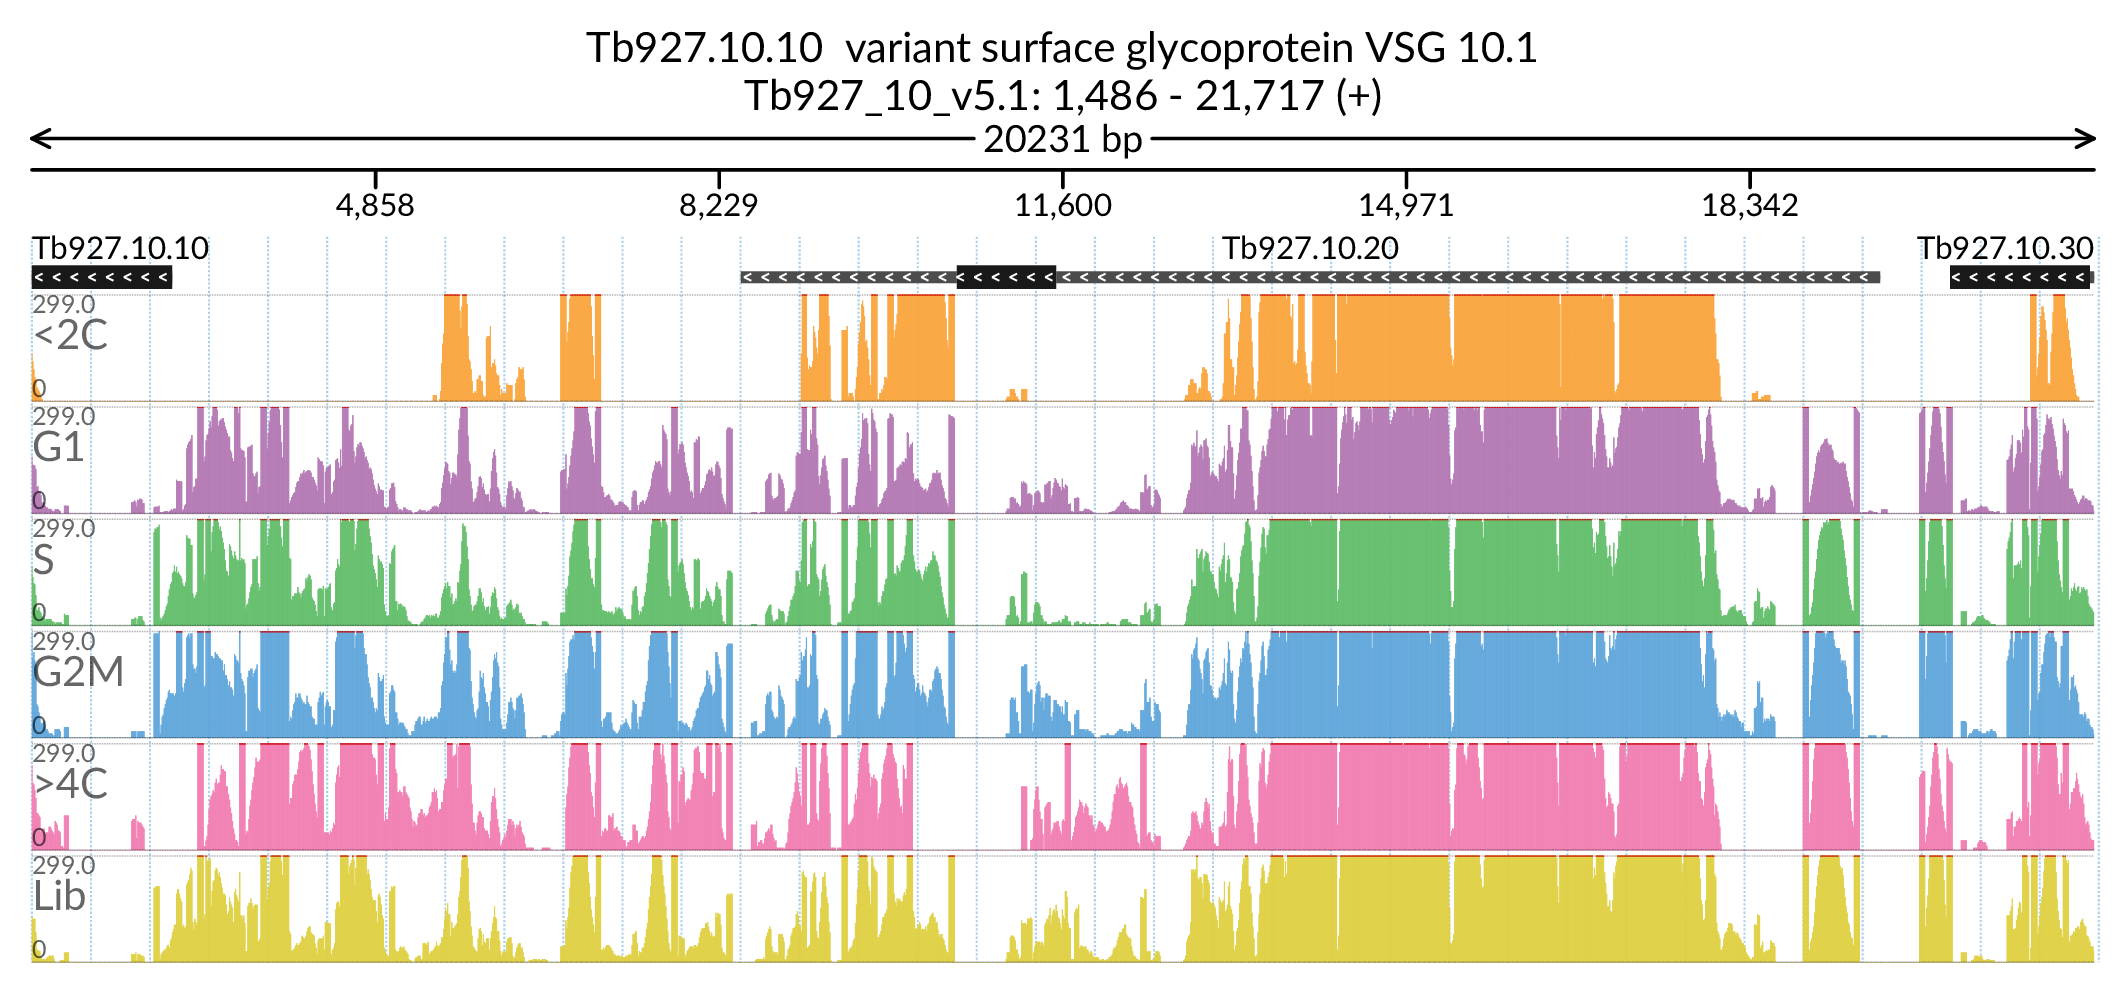 Tb927.10.10 variant surface glycoprotein VSG 10.1
Tb927_10_v5.1: 1,486 - 21,717 (+)
20231 bp
4,858 8,229 11,600 14,971 18,342
Tb927.10.10 Tb927.10.20 Tb927.10.30
299.0
<2C
0
299.0
G1
0
299.0
S
0
299.0
G2M
0
299.0
>4C
0
299.0
Lib
0